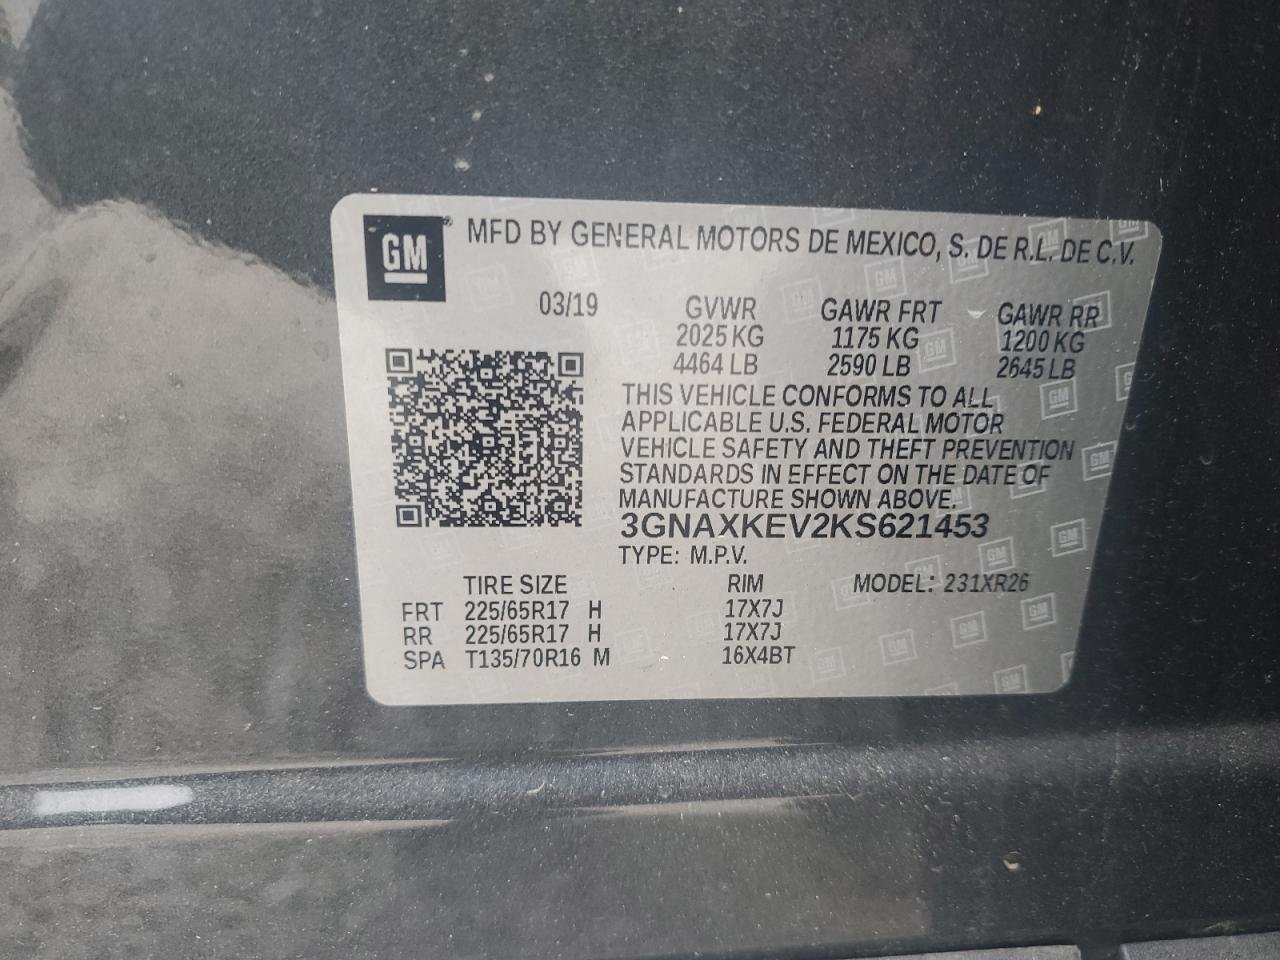 GM MFD BY GENERAL MOTORS DE MEXICO, S. DE R.L. DE C.V.
03/19 GVWR GAWR FRT GAWR RR
2025 KG 1175 KG 1200 KG
4464 LB 2590 LB 2645 LB
THIS VEHICLE CONFORMS TO ALL
APPLICABLE U.S. FEDERAL MOTOR
VEHICLE SAFETY AND THEFT PREVENTION
STANDARDS IN EFFECT ON THE DATE OF
MANUFACTURE SHOWN ABOVE.
3GNAXKEV2KS621453
TYPE: M.P.V.
TIRE SIZE RIM MODEL: 231XR26
FRT 225/65R17 H 17X7J
RR 225/65R17 H 17X7J
SPA T135/70R16 M 16X4BT